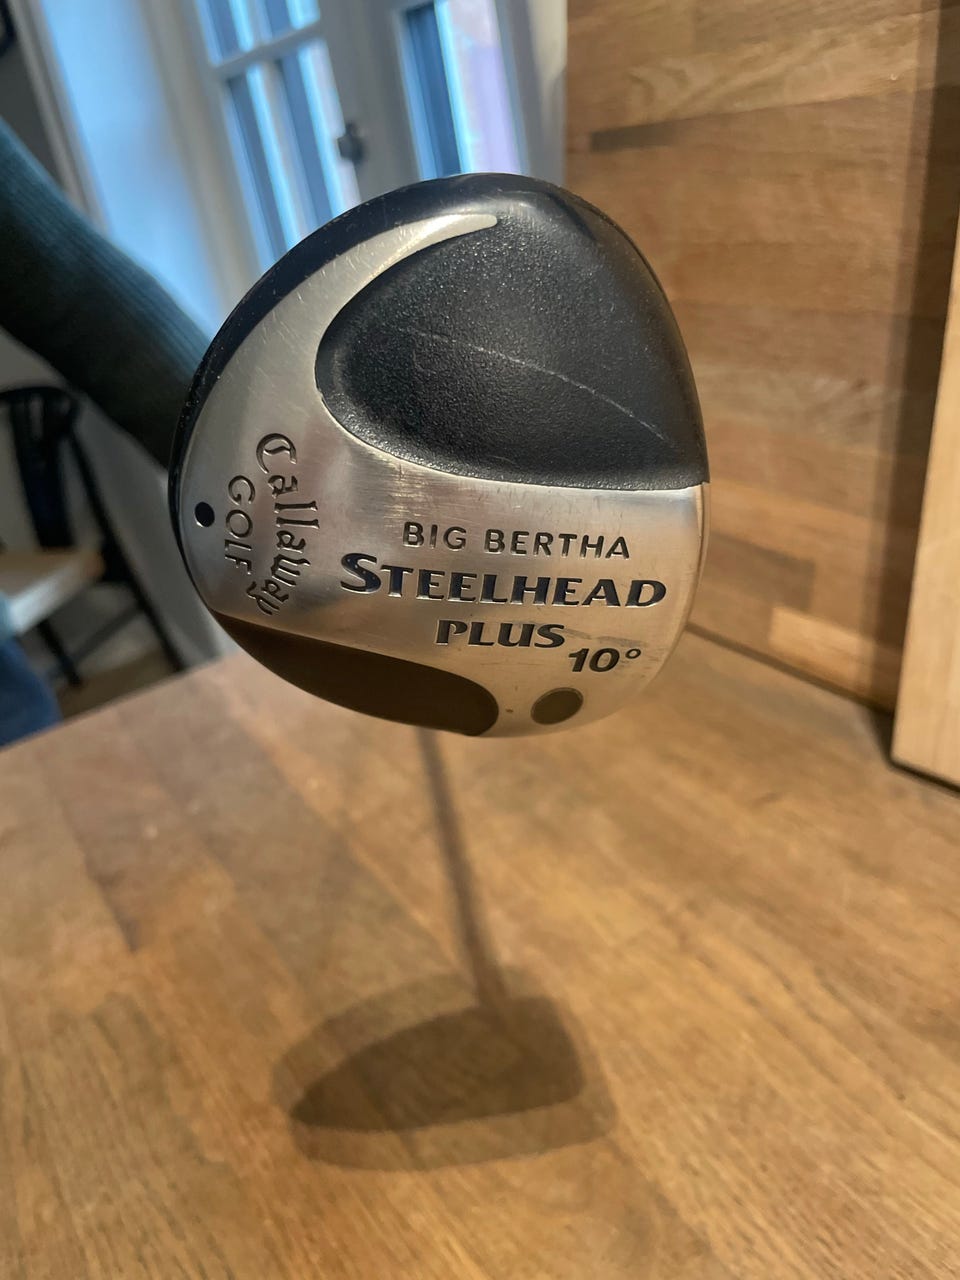 Callaway
GOLF
BIG BERTHA
STEELHEAD
PLUS
10°